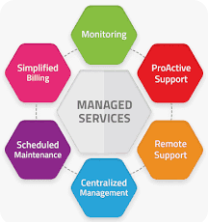 Monitoring
Simplified
Billing
ProActive
Support
MANAGED
SERVICES
Scheduled
Maintenance
Remote
Support
Centralized
Management